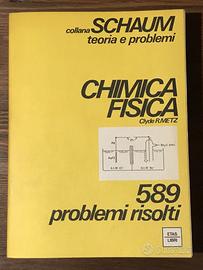 collana SCHAUM
teoria e problemi
CHIMICA
FISICA
Clyde R. METZ
589
problemi risolti
ETAS
LIBRI